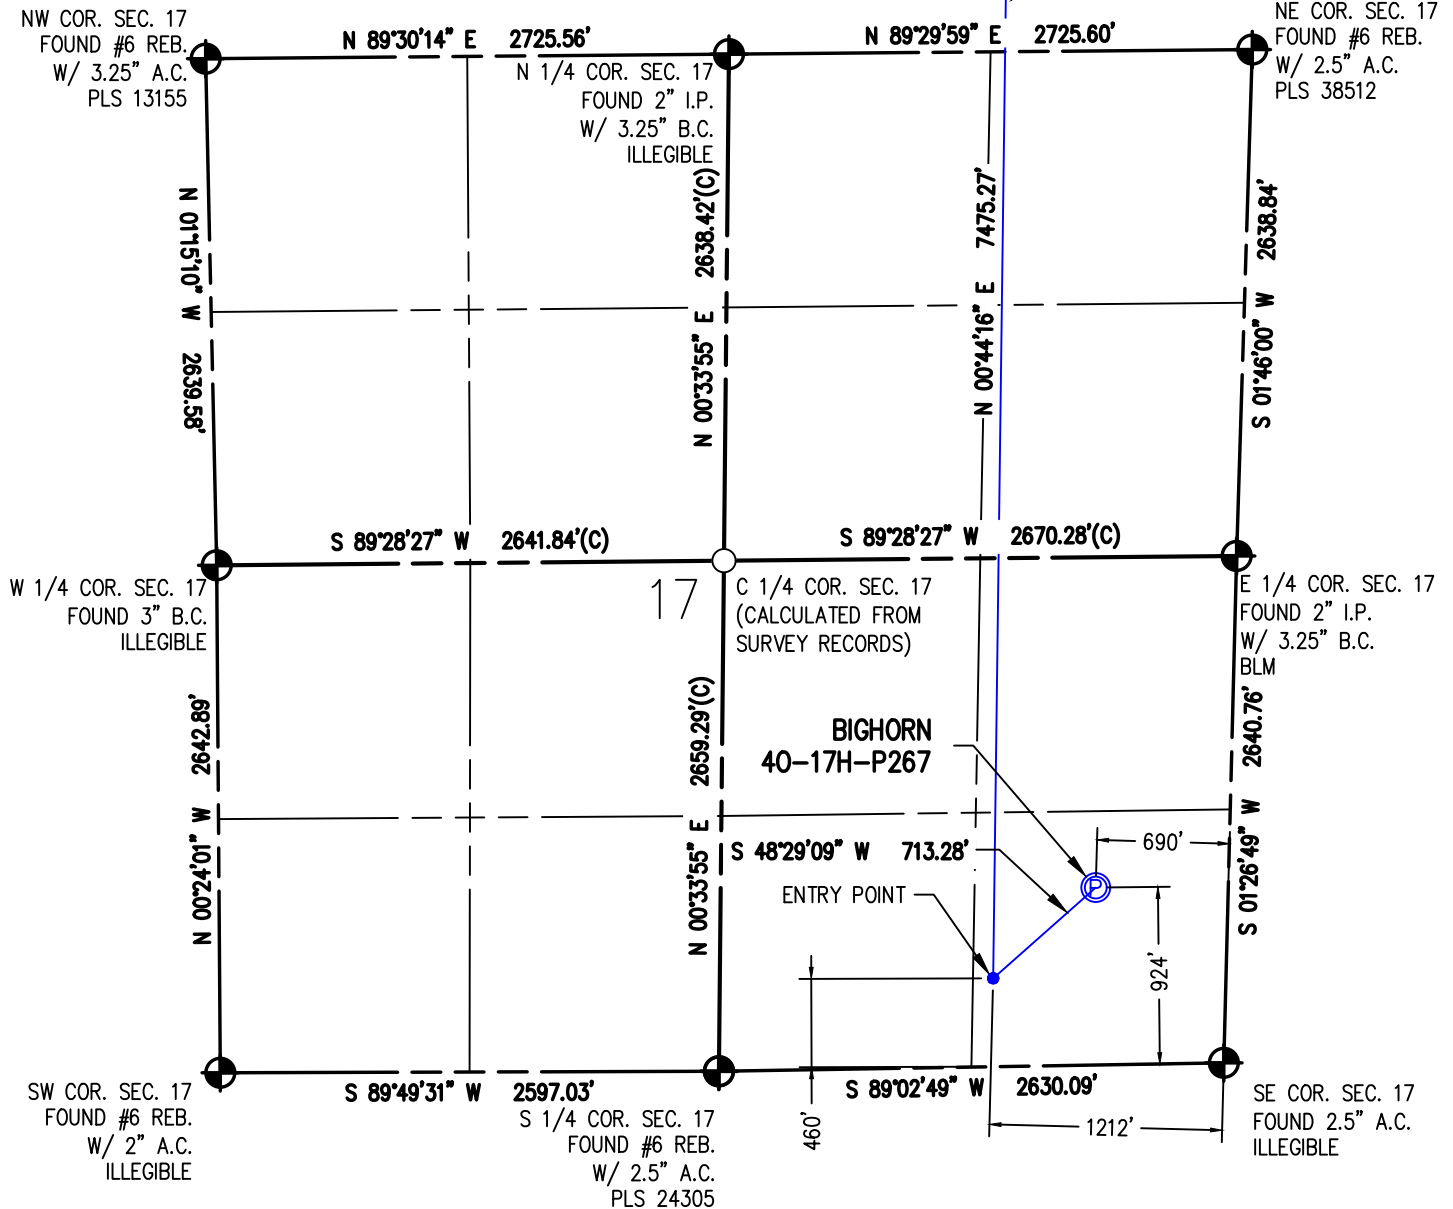 NW COR. SEC. 17
FOUND #6 REB.
W/ 3.25" A.C.
PLS 13155
N 89°30'14" E 2725.56'
N 1/4 COR. SEC. 17
FOUND 2" I.P.
W/ 3.25" B.C.
ILLEGIBLE
N 89°29'59" E 2725.60'
NE COR. SEC. 17
FOUND #6 REB.
W/ 2.5" A.C.
PLS 38512
N 01°15'10" W 2639.58'
N 00°33'55" E 2638.42'(C)
N 00°44'16" E 7475.27'
S 01°46'00" W 2638.84'
S 89°28'27" W 2641.84'(C)
S 89°28'27" W 2670.28'(C)
W 1/4 COR. SEC. 17
FOUND 3" B.C.
ILLEGIBLE
17
C 1/4 COR. SEC. 17
(CALCULATED FROM
SURVEY RECORDS)
E 1/4 COR. SEC. 17
FOUND 2" I.P.
W/ 3.25" B.C.
BLM
N 00°24'01" W 2642.89'
N 00°33'55" E 2659.29'(C)
BIGHORN
40-17H-P267
S 48°29'09" W 713.28'
ENTRY POINT
P
690'
924'
S 01°26'49" W 2640.76'
460'
1212'
SW COR. SEC. 17
FOUND #6 REB.
W/ 2" A.C.
ILLEGIBLE
S 89°49'31" W 2597.03'
S 1/4 COR. SEC. 17
FOUND #6 REB.
W/ 2.5" A.C.
PLS 24305
S 89°02'49" W 2630.09'
SE COR. SEC. 17
FOUND 2.5" A.C.
ILLEGIBLE